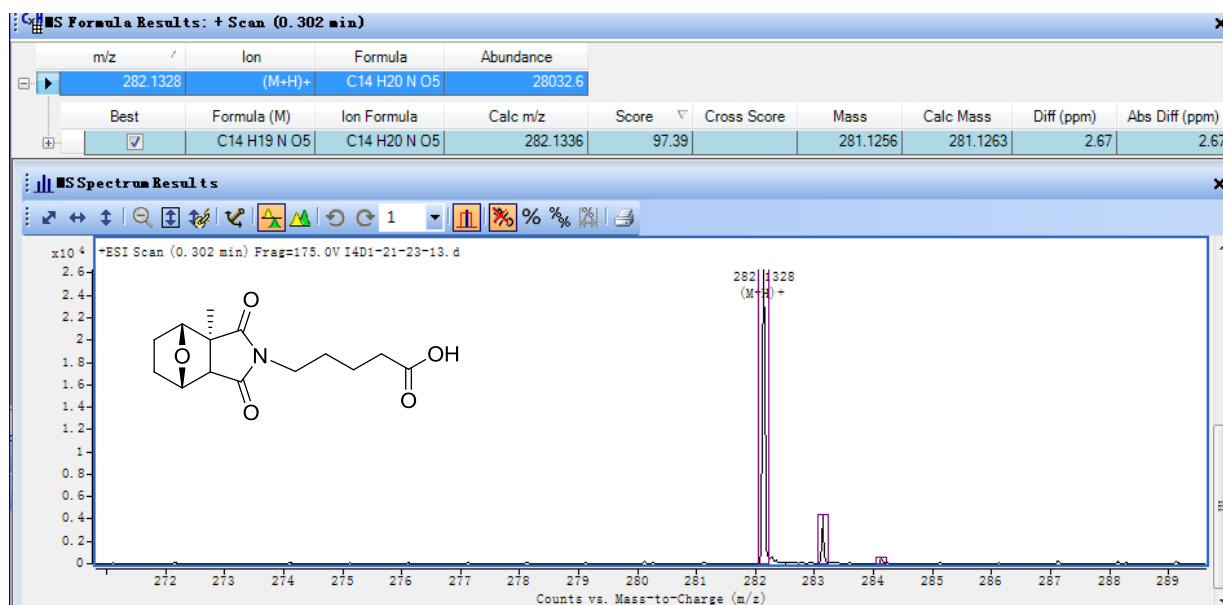 MS Formula Results: + Scan (0.302 min)
m/z Ion Formula Abundance
282.1328 (M+H)+ C14 H20 N O5 28032.6
Best Formula (M) Ion Formula Calc m/z Score Cross Score Mass Calc Mass Diff (ppm) Abs Diff (ppm)
C14 H19 N O5 C14 H20 N O5 282.1336 97.39 281.1256 281.1263 2.67 2.67
MS Spectrum Results
1 % %
x10 4 +ESI Scan (0.302 min) Frag=175.0V I4D1-21-23-13.d
2.6
2.4
2.2
2
1.8
1.6
1.4
1.2
1
0.8
0.6
0.4
0.2
0
282.1328
(M+H)+
O
O
N
OH
O
O
272 273 274 275 276 277 278 279 280 281 282 283 284 285 286 287 288 289
Counts vs. Mass-to-Charge (m/z)